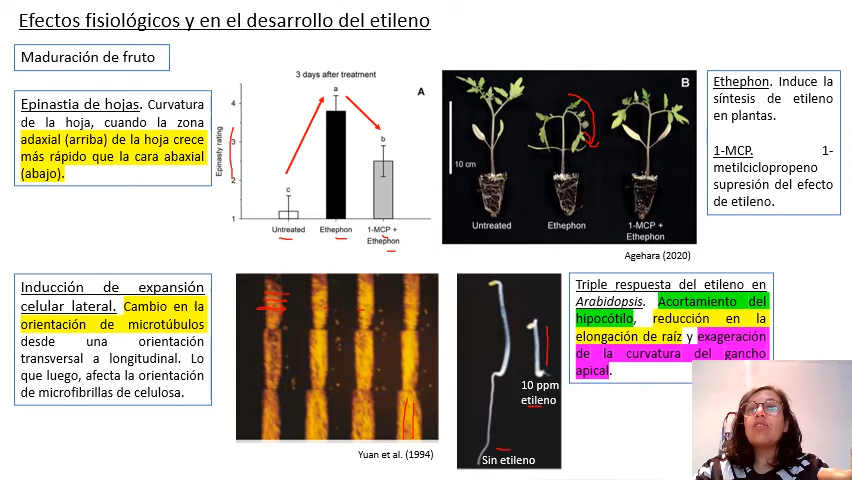 Efectos fisiológicos y en el desarrollo del etileno
Maduración de fruto
Epinastia de hojas. Curvatura
de la hoja, cuando la zona
adaxial (arriba) de la hoja crece
más rápido que la cara abaxial
(abajo).
3 days after treatment
A
a
b
c
Epinasty rating
4
3
2
1
Untreated
Ethephon
1-MCP +
Ethephon
B
10 cm
Untreated
Ethephon
1-MCP +
Ethephon
Agehara (2020)
Ethephon. Induce la
síntesis de etileno
en plantas.
1-MCP. 1-
metilciclopropeno
supresión del efecto
de etileno.
Inducción de expansión
celular lateral. Cambio en la
orientación de microtúbulos
desde una orientación
transversal a longitudinal. Lo
que luego, afecta la orientación
de microfibrillas de celulosa.
Yuan et al. (1994)
10 ppm
etileno
Sin etileno
Triple respuesta del etileno en
Arabidopsis. Acortamiento del
hipocótilo, reducción en la
elongación de raíz y exageración
de la curvatura del gancho
apical.